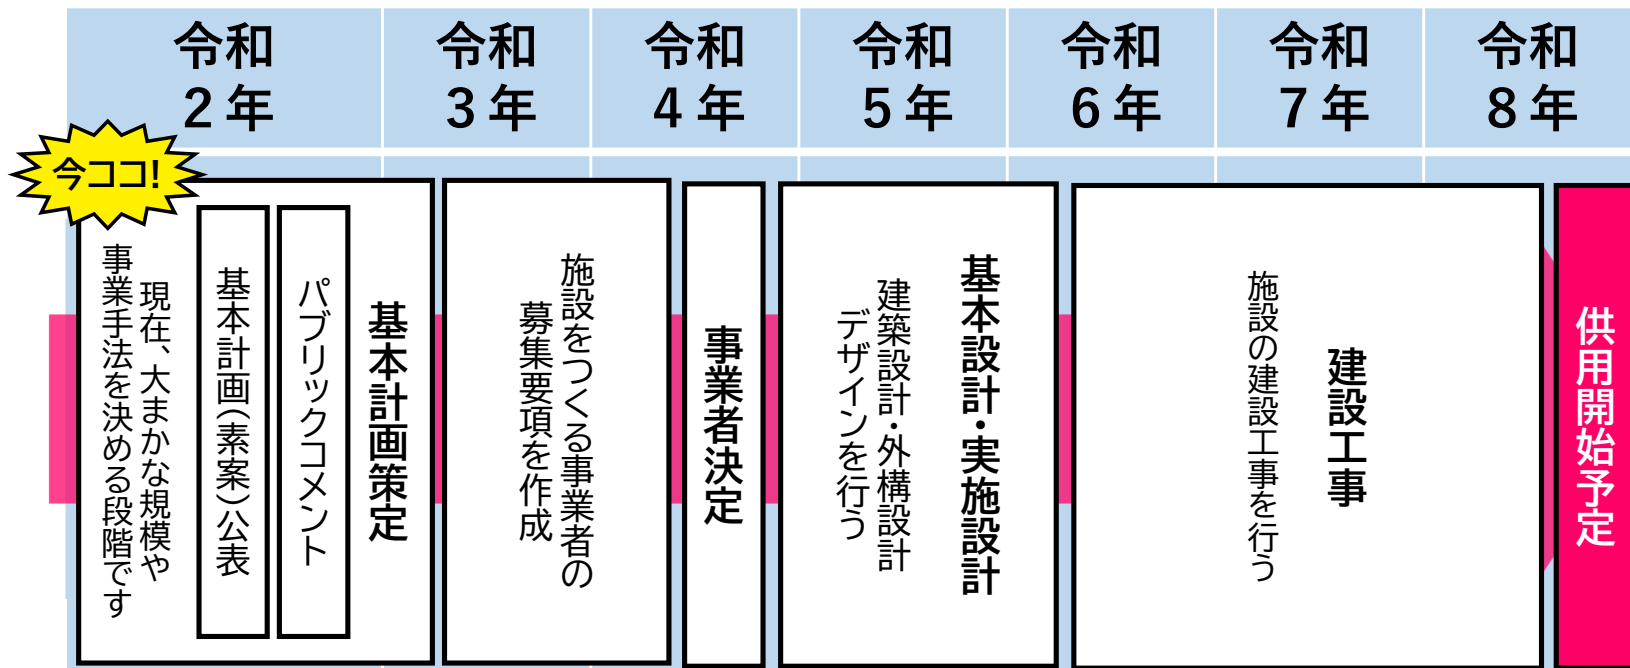 令和
2年
令和
3年
令和
4年
令和
5年
令和
6年
令和
7年
令和
8年
今ココ!
現在、大まかな規模や
事業手法を決める段階です
基本計画(素案)公表
パブリックコメント
基本計画策定
施設をつくる事業者の
募集要項を作成
事業者決定
基本設計・実施設計
建築設計・外構設計
デザインを行う
建設工事
施設の建設工事を行う
供用開始予定